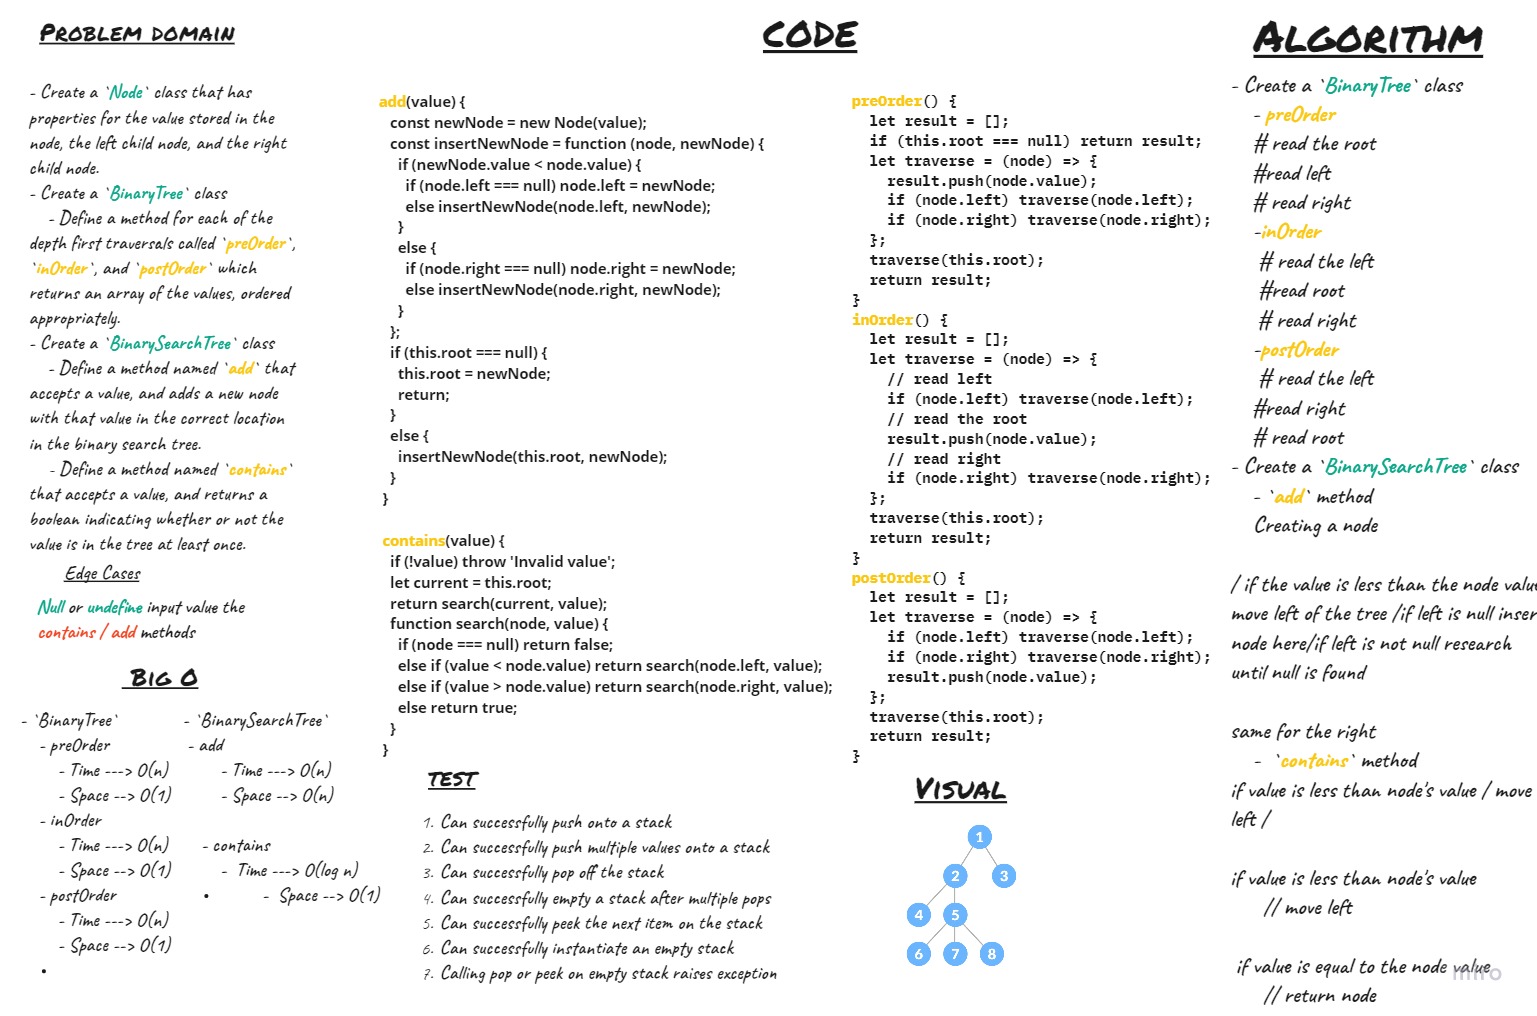 Problem domain
- Create a `Node` class that has
properties for the value stored in the
node, the left child node, and the right
child node.
- Create a `BinaryTree` class
- Define a method for each of the
depth first traversals called `preOrder`,
`inOrder`, and `postOrder` which
returns an array of the values, ordered
appropriately.
- Create a `BinarySearchTree` class
- Define a method named `add` that
accepts a value, and adds a new node
with that value in the correct location
in the binary search tree.
- Define a method named `contains`
that accepts a value, and returns a
boolean indicating whether or not the
value is in the tree at least once.
Edge Cases
Null or undefine input value the
contains / add methods
Big O
- `BinaryTree`
- preOrder
- Time ---> O(n)
- Space --> O(1)
- inOrder
- Time ---> O(n)
- Space --> O(1)
- postOrder
- Time ---> O(n)
- Space --> O(1)
•
- `BinarySearchTree`
- add
- Time ---> O(n)
- Space --> O(n)
- contains
- Time ---> O(log n)
• - Space --> O(1)
CODE
add(value) {
const newNode = new Node(value);
const insertNewNode = function (node, newNode) {
if (newNode.value < node.value) {
if (node.left === null) node.left = newNode;
else insertNewNode(node.left, newNode);
}
else {
if (node.right === null) node.right = newNode;
else insertNewNode(node.right, newNode);
}
};
if (this.root === null) {
this.root = newNode;
return;
}
else {
insertNewNode(this.root, newNode);
}
}
contains(value) {
if (!value) throw 'Invalid value';
let current = this.root;
return search(current, value);
function search(node, value) {
if (node === null) return false;
else if (value < node.value) return search(node.left, value);
else if (value > node.value) return search(node.right, value);
else return true;
}
}
TEST
1. Can successfully push onto a stack
2. Can successfully push multiple values onto a stack
3. Can successfully pop off the stack
4. Can successfully empty a stack after multiple pops
5. Can successfully peek the next item on the stack
6. Can successfully instantiate an empty stack
7. Calling pop or peek on empty stack raises exception
preOrder() {
let result = [];
if (this.root === null) return result;
let traverse = (node) => {
result.push(node.value);
if (node.left) traverse(node.left);
if (node.right) traverse(node.right);
};
traverse(this.root);
return result;
}
inOrder() {
let result = [];
let traverse = (node) => {
// read left
if (node.left) traverse(node.left);
// read the root
result.push(node.value);
// read right
if (node.right) traverse(node.right);
};
traverse(this.root);
return result;
}
postOrder() {
let result = [];
let traverse = (node) => {
if (node.left) traverse(node.left);
if (node.right) traverse(node.right);
result.push(node.value);
};
traverse(this.root);
return result;
}
Visual
1
2 3
4 5
6 7 8
Algorithm
- Create a `BinaryTree` class
- preOrder
# read the root
#read left
# read right
-inOrder
# read the left
#read root
# read right
-postOrder
# read the left
#read right
# read root
- Create a `BinarySearchTree` class
- `add` method
Creating a node
/ if the value is less than the node value
move left of the tree /if left is null inser
node here/if left is not null research
until null is found
same for the right
- `contains` method
if value is less than node's value / move
left /
if value is less than node's value
// move left
if value is equal to the node value
// return node
miro